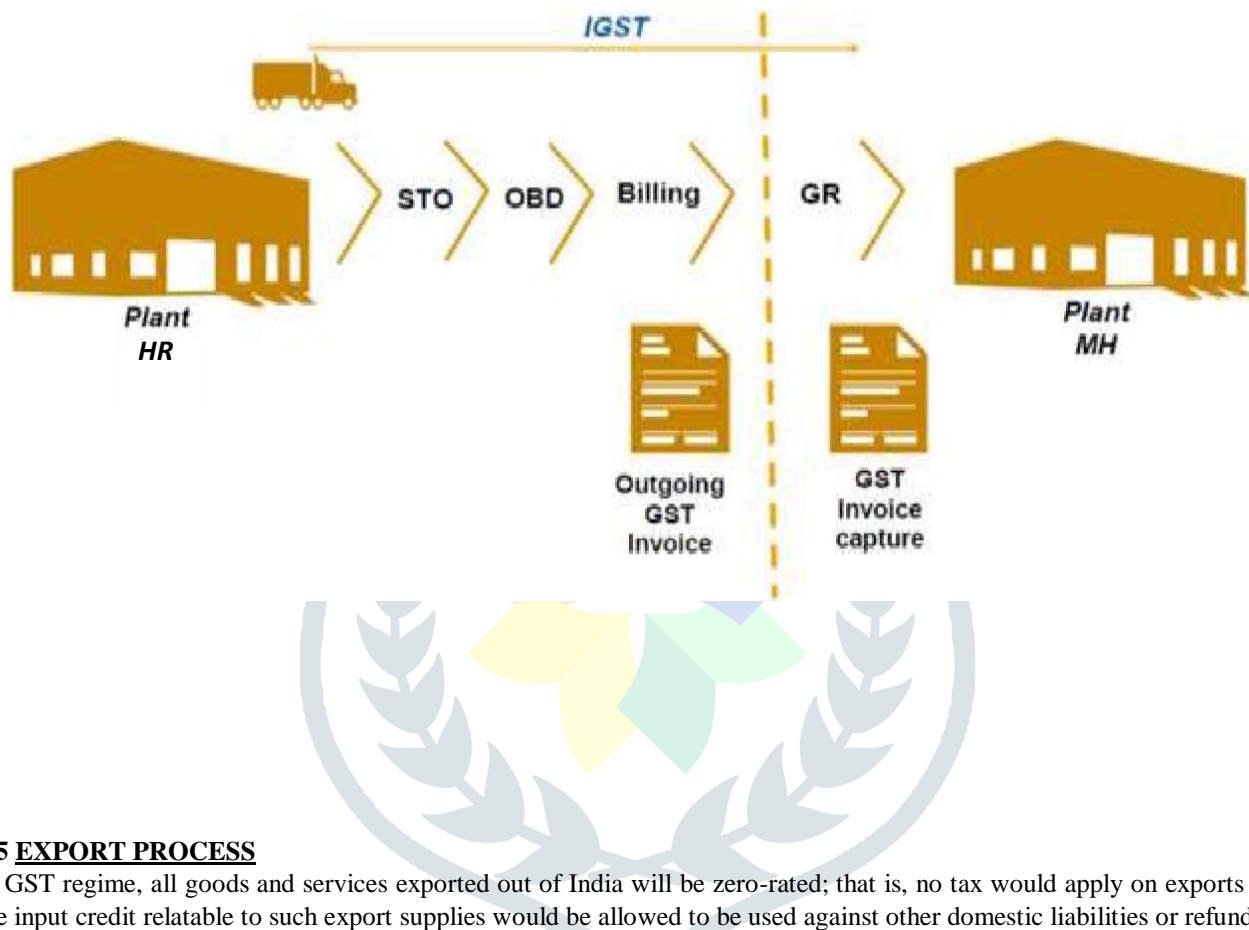 IGST
STO
OBD
Billing
GR
Plant
HR
Plant
MH
Outgoing
GST
Invoice
GST
Invoice
capture
5 EXPORT PROCESS
GST regime, all goods and services exported out of India will be zero-rated; that is, no tax would apply on exports
e input credit relatable to such export supplies would be allowed to be used against other domestic liabilities or refund